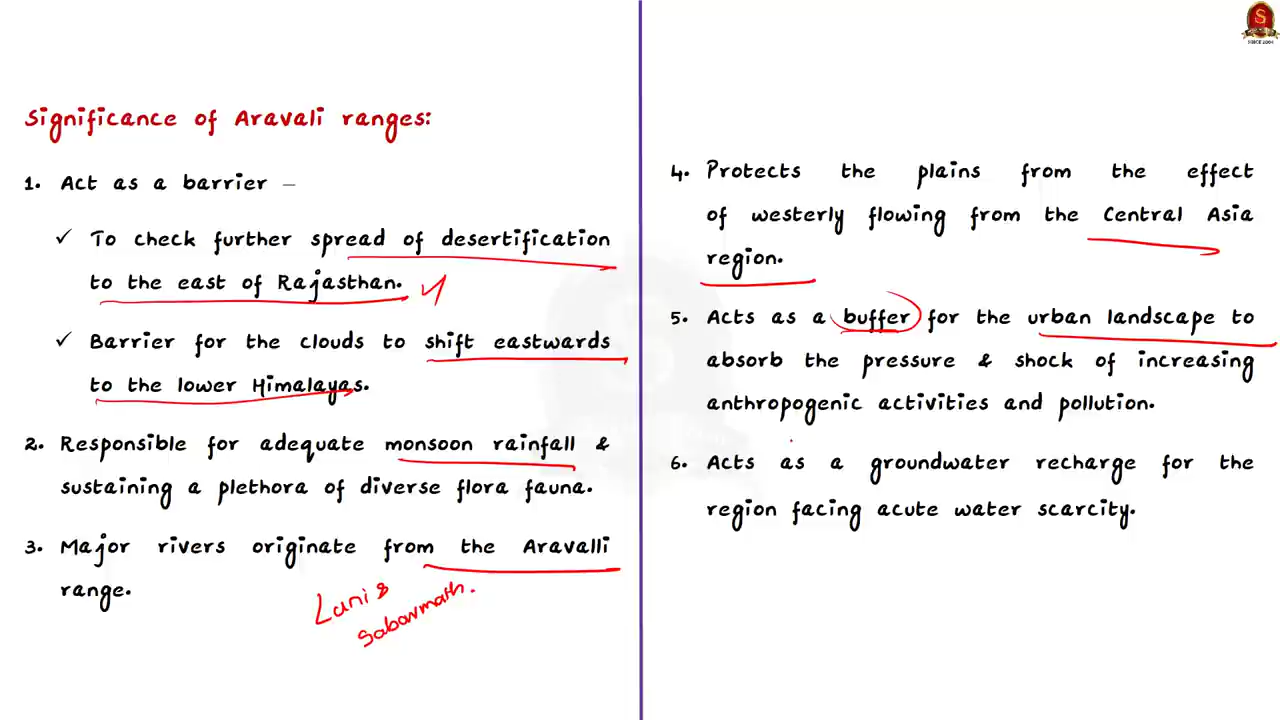 Significance of Aravali ranges:
1. Act as a barrier –
✓ To check further spread of desertification
to the east of Rajasthan.
✓ Barrier for the clouds to shift eastwards
to the lower Himalayas.
2. Responsible for adequate monsoon rainfall &
sustaining a plethora of diverse flora fauna.
3. Major rivers originate from the Aravalli
range.
Luni &
Sabarmath.
4. Protects the plains from the effect
of westerly flowing from the Central Asia
region.
5. Acts as a buffer for the urban landscape to
absorb the pressure & shock of increasing
anthropogenic activities and pollution.
6. Acts as a groundwater recharge for the
region facing acute water scarcity.
S
SINCE 2004